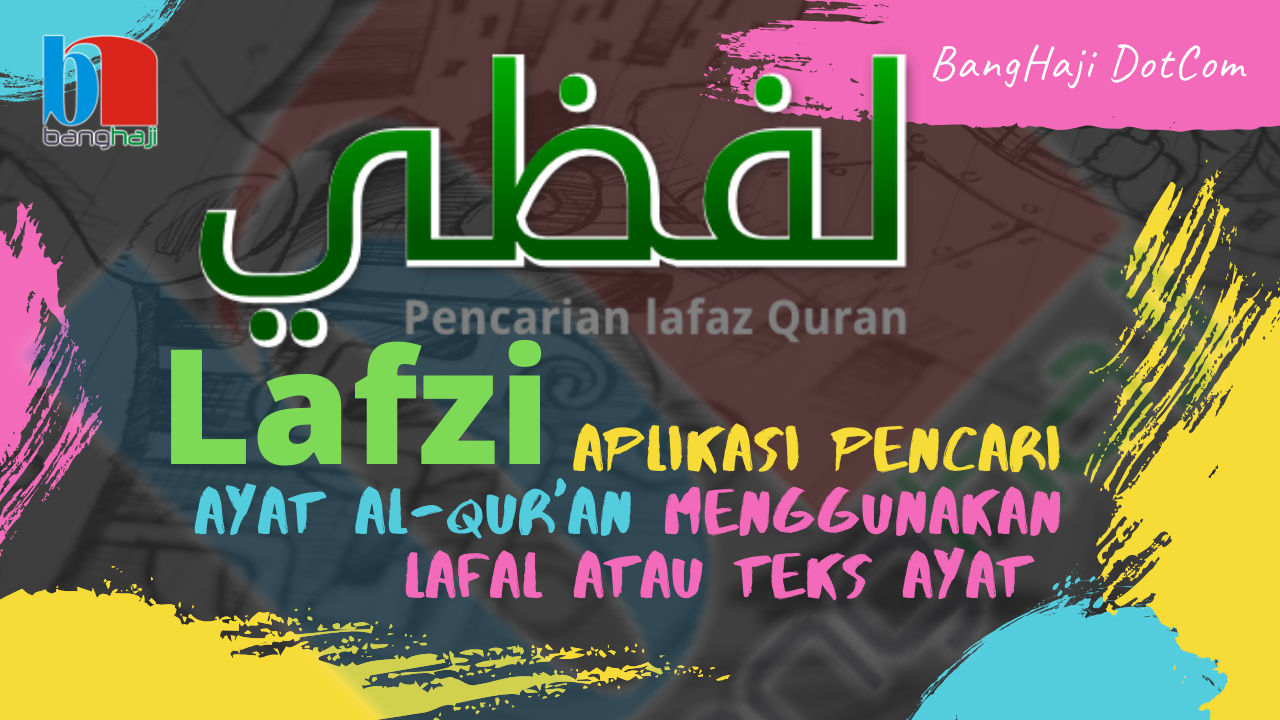 banghaji
BangHaji DotCom
لفظي
Pencarian lafaz Quran
Lafzi
APLIKASI PENCARI
AYAT AL-QUR'AN MENGGUNAKAN
LAFAL ATAU TEKS AYAT